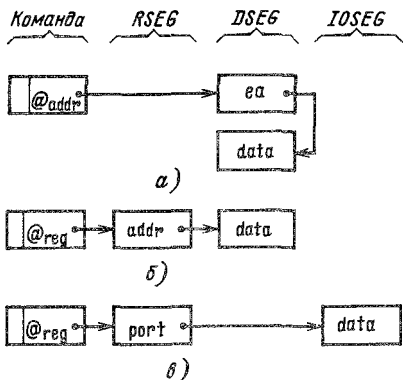 Команда RSEG DSEG IOSEG
@addr ea
data
а)
@reg addr data
б)
@reg port data
в)